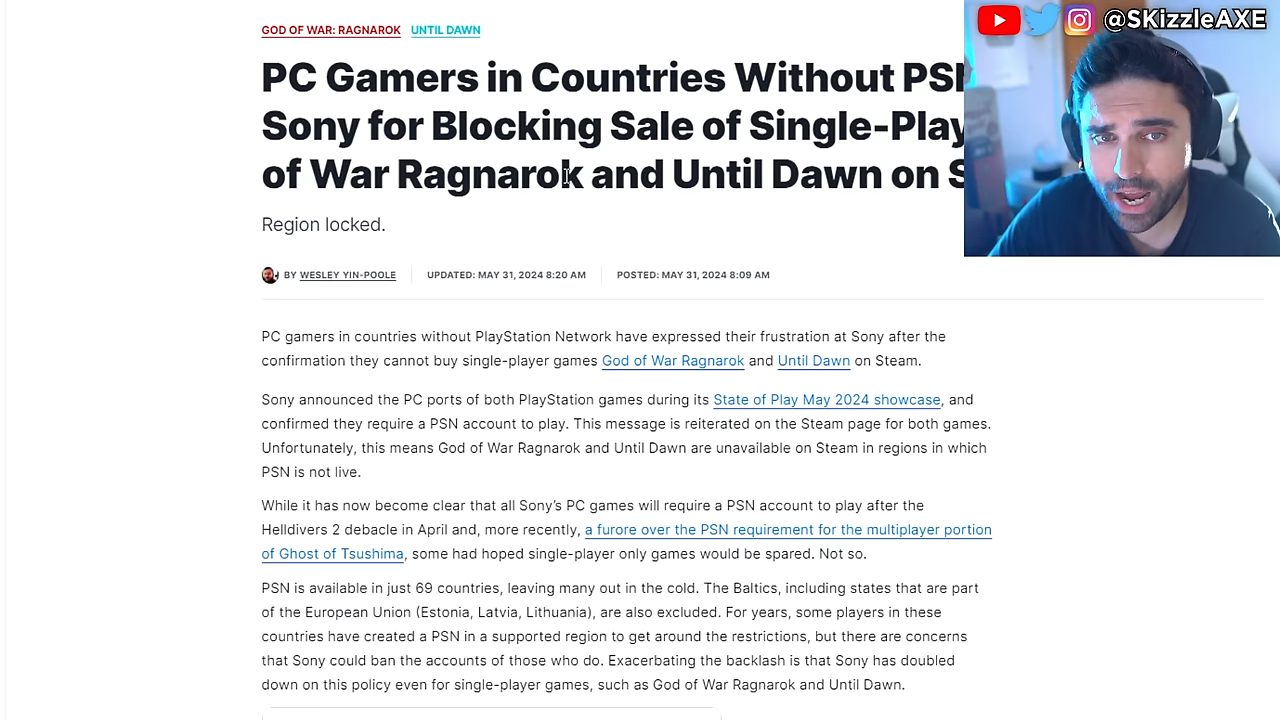 @SKizzleAXE
GOD OF WAR: RAGNAROK UNTIL DAWN
PC Gamers in Countries Without PSN
Sony for Blocking Sale of Single-Play
of War Ragnarok and Until Dawn on S
Region locked.
BY WESLEY YIN-POOLE UPDATED: MAY 31, 2024 8:20 AM POSTED: MAY 31, 2024 8:09 AM
PC gamers in countries without PlayStation Network have expressed their frustration at Sony after the
confirmation they cannot buy single-player games God of War Ragnarok and Until Dawn on Steam.
Sony announced the PC ports of both PlayStation games during its State of Play May 2024 showcase, and
confirmed they require a PSN account to play. This message is reiterated on the Steam page for both games.
Unfortunately, this means God of War Ragnarok and Until Dawn are unavailable on Steam in regions in which
PSN is not live.
While it has now become clear that all Sony's PC games will require a PSN account to play after the
Helldivers 2 debacle in April and, more recently, a furore over the PSN requirement for the multiplayer portion
of Ghost of Tsushima, some had hoped single-player only games would be spared. Not so.
PSN is available in just 69 countries, leaving many out in the cold. The Baltics, including states that are part
of the European Union (Estonia, Latvia, Lithuania), are also excluded. For years, some players in these
countries have created a PSN in a supported region to get around the restrictions, but there are concerns
that Sony could ban the accounts of those who do. Exacerbating the backlash is that Sony has doubled
down on this policy even for single-player games, such as God of War Ragnarok and Until Dawn.